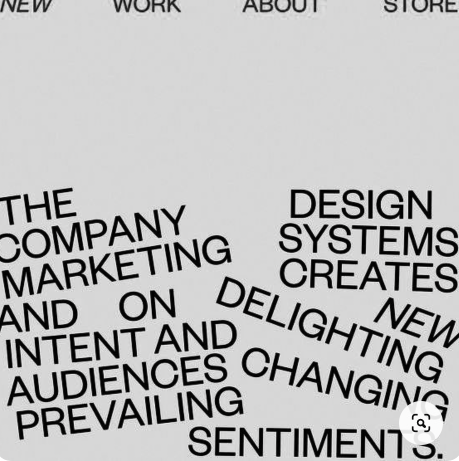 NEW WORK ABOUT STORE
THE
COMPANY
MARKETING
AND ON
INTENT AND
AUDIENCES
PREVAILING
DESIGN
SYSTEMS
CREATES
NEW
DELIGHTING
CHANGING
SENTIMENTS.